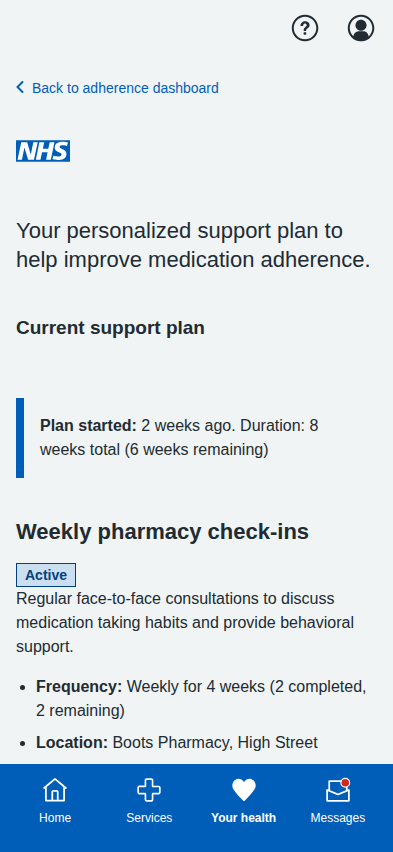 Back to adherence dashboard
NHS
Your personalized support plan to
help improve medication adherence.
Current support plan
Plan started: 2 weeks ago. Duration: 8
weeks total (6 weeks remaining)
Weekly pharmacy check-ins
Active
Regular face-to-face consultations to discuss
medication taking habits and provide behavioral
support.
• Frequency: Weekly for 4 weeks (2 completed,
2 remaining)
• Location: Boots Pharmacy, High Street
Home Services Your health Messages